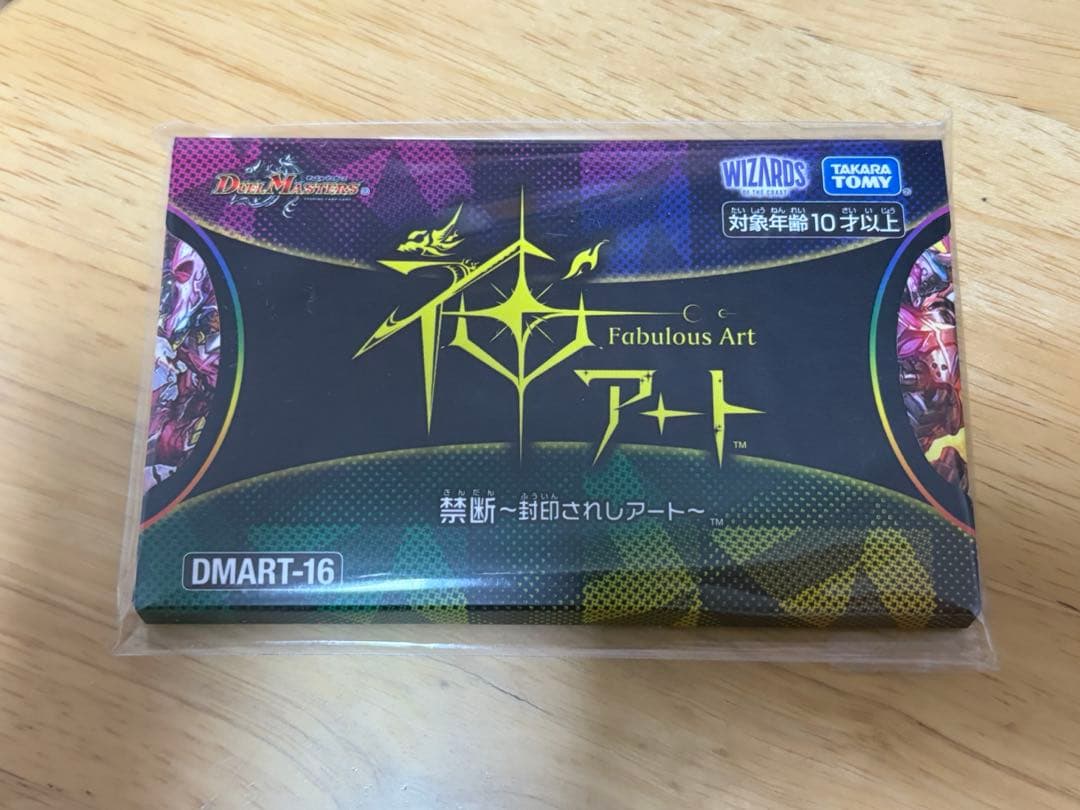 DUEL MASTERS
WIZARDS
OF THE COAST
TAKARA
TOMY
たいしょうねんれい さいいじょう
対象年齢10才以上
神アート
Fabulous Art
TM
きんだん ふういん
禁断～封印されしアート～
TM
DMART-16